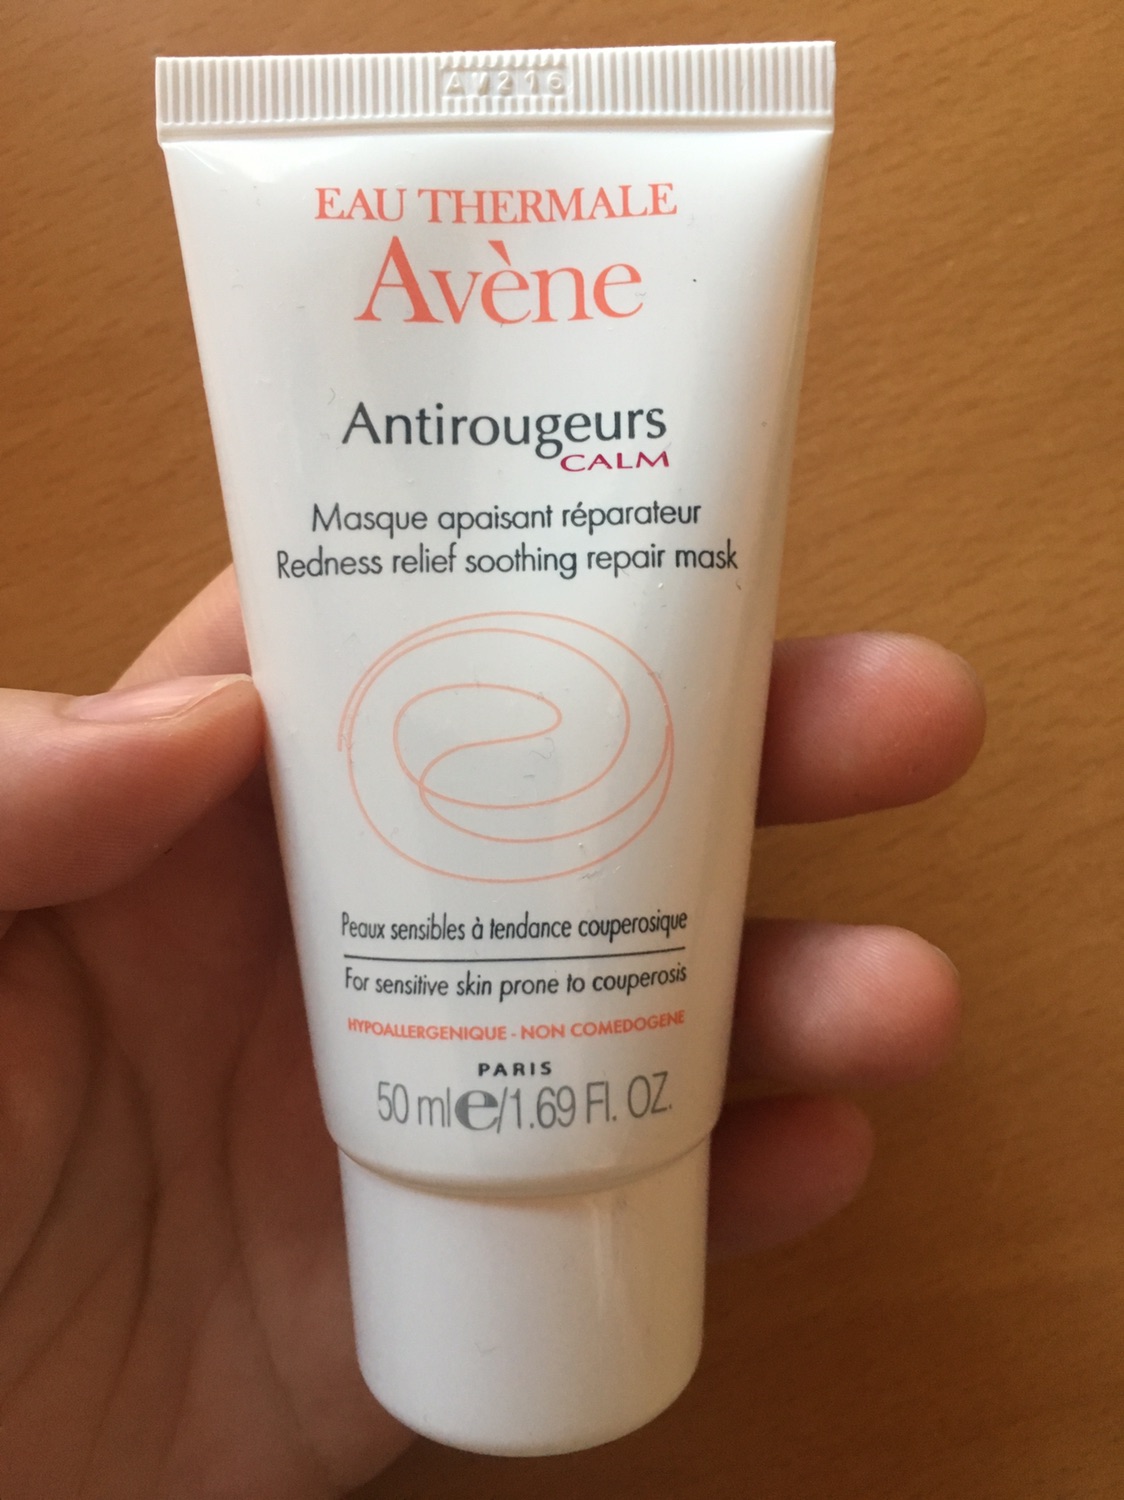 AV216
EAU THERMALE
Avène
Antirougeurs
CALM
Masque apaisant réparateur
Redness relief soothing repair mask
Peaux sensibles à tendance couperosique
For sensitive skin prone to couperosis
HYPOALLERGENIQUE - NON COMEDOGENE
PARIS
50 ml℮/1.69 Fl. OZ.